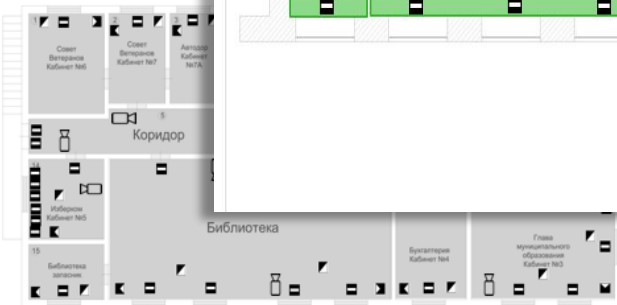 1
2
3
Совет
Ветеранов
Кабинет №6
Совет
Ветеранов
Кабинет №7
Автодор
Кабинет
№7А
5
Коридор
14
Избирком
Кабинет №5
Библиотека
15
Библиотека
запасник
Бухгалтерия
Кабинет №4
Глава
муниципального
образования
Кабинет №3